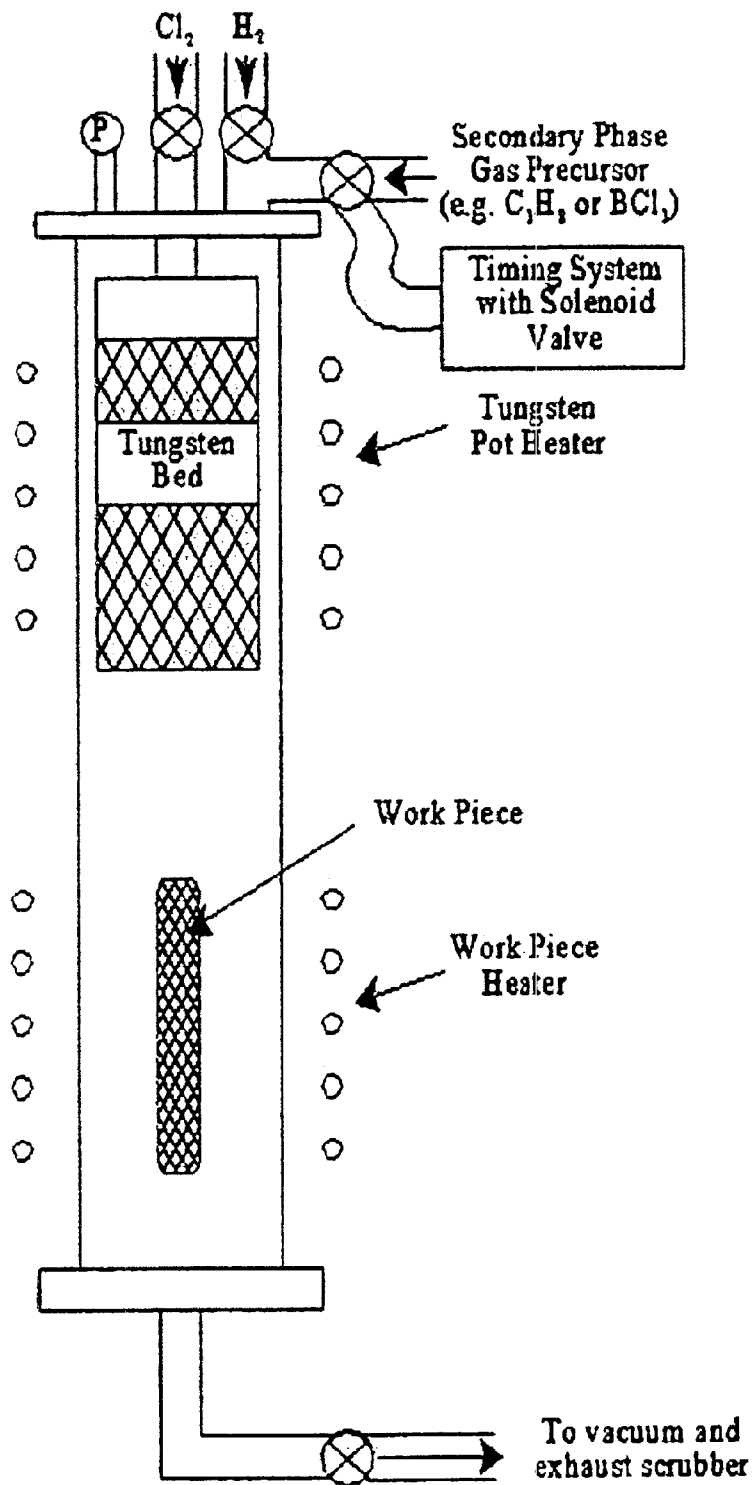 Cl₂ H₂
P
Secondary Phase
Gas Precursor
(e.g. C₃H₈ or BCl₃)
Timing System
with Solenoid
Valve
Tungsten
Pot Heater
Tungsten
Bed
Work Piece
Work Piece
Heater
To vacuum and
exhaust scrubber